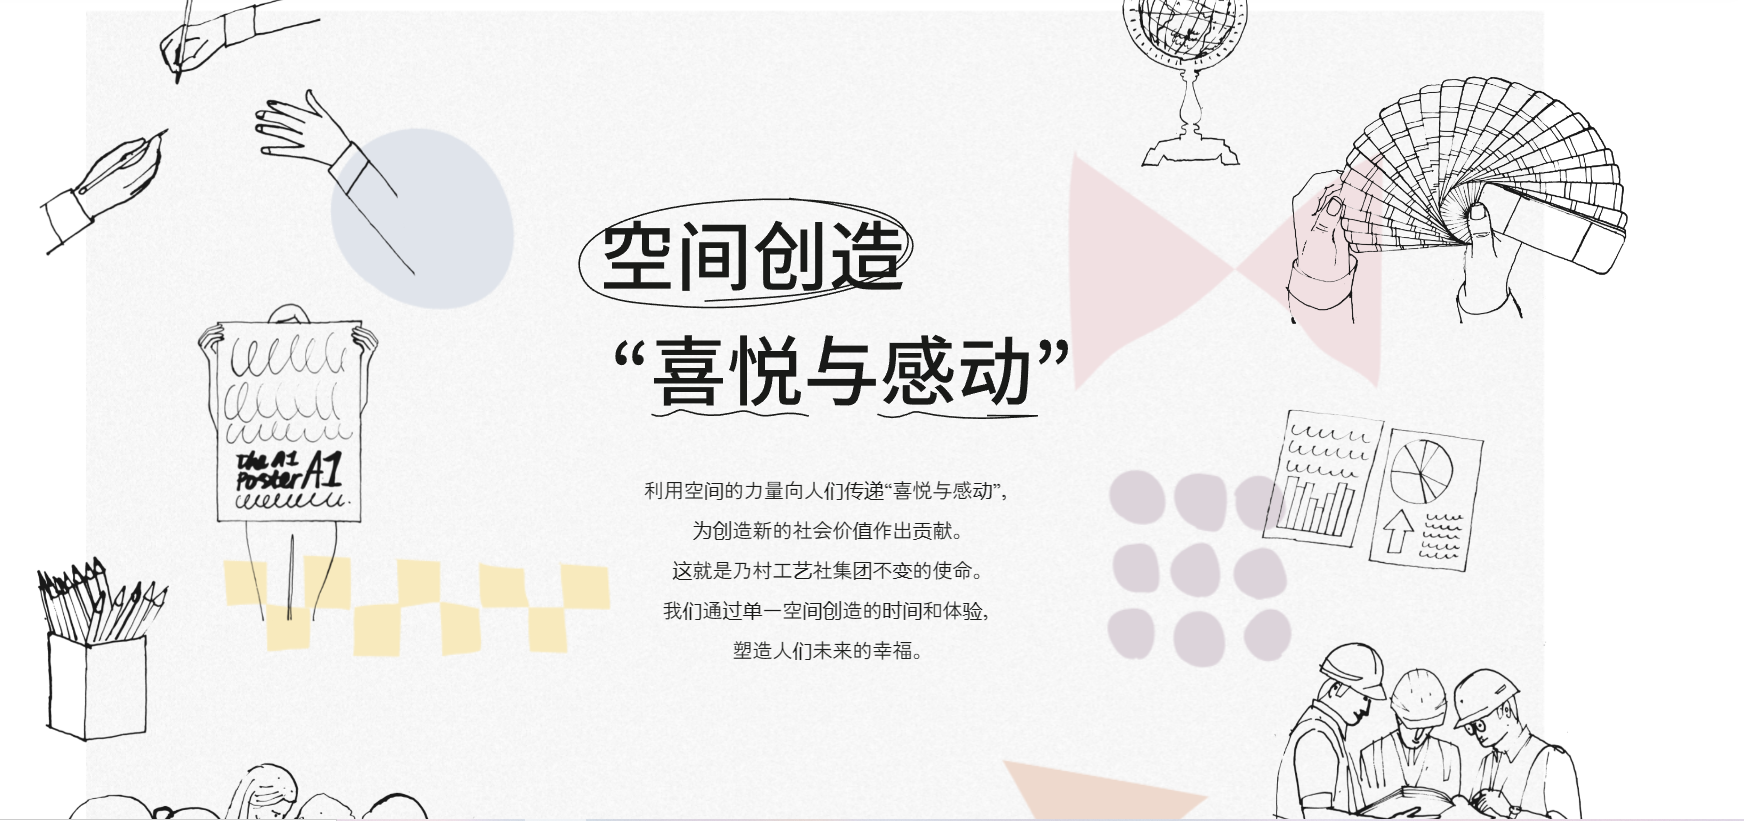 空间创造
“喜悦与感动”
利用空间的力量向人们传递“喜悦与感动”，
为创造新的社会价值作出贡献。
这就是乃村工艺社集团不变的使命。
我们通过单一空间创造的时间和体验，
塑造人们未来的幸福。
The A1
Poster A1